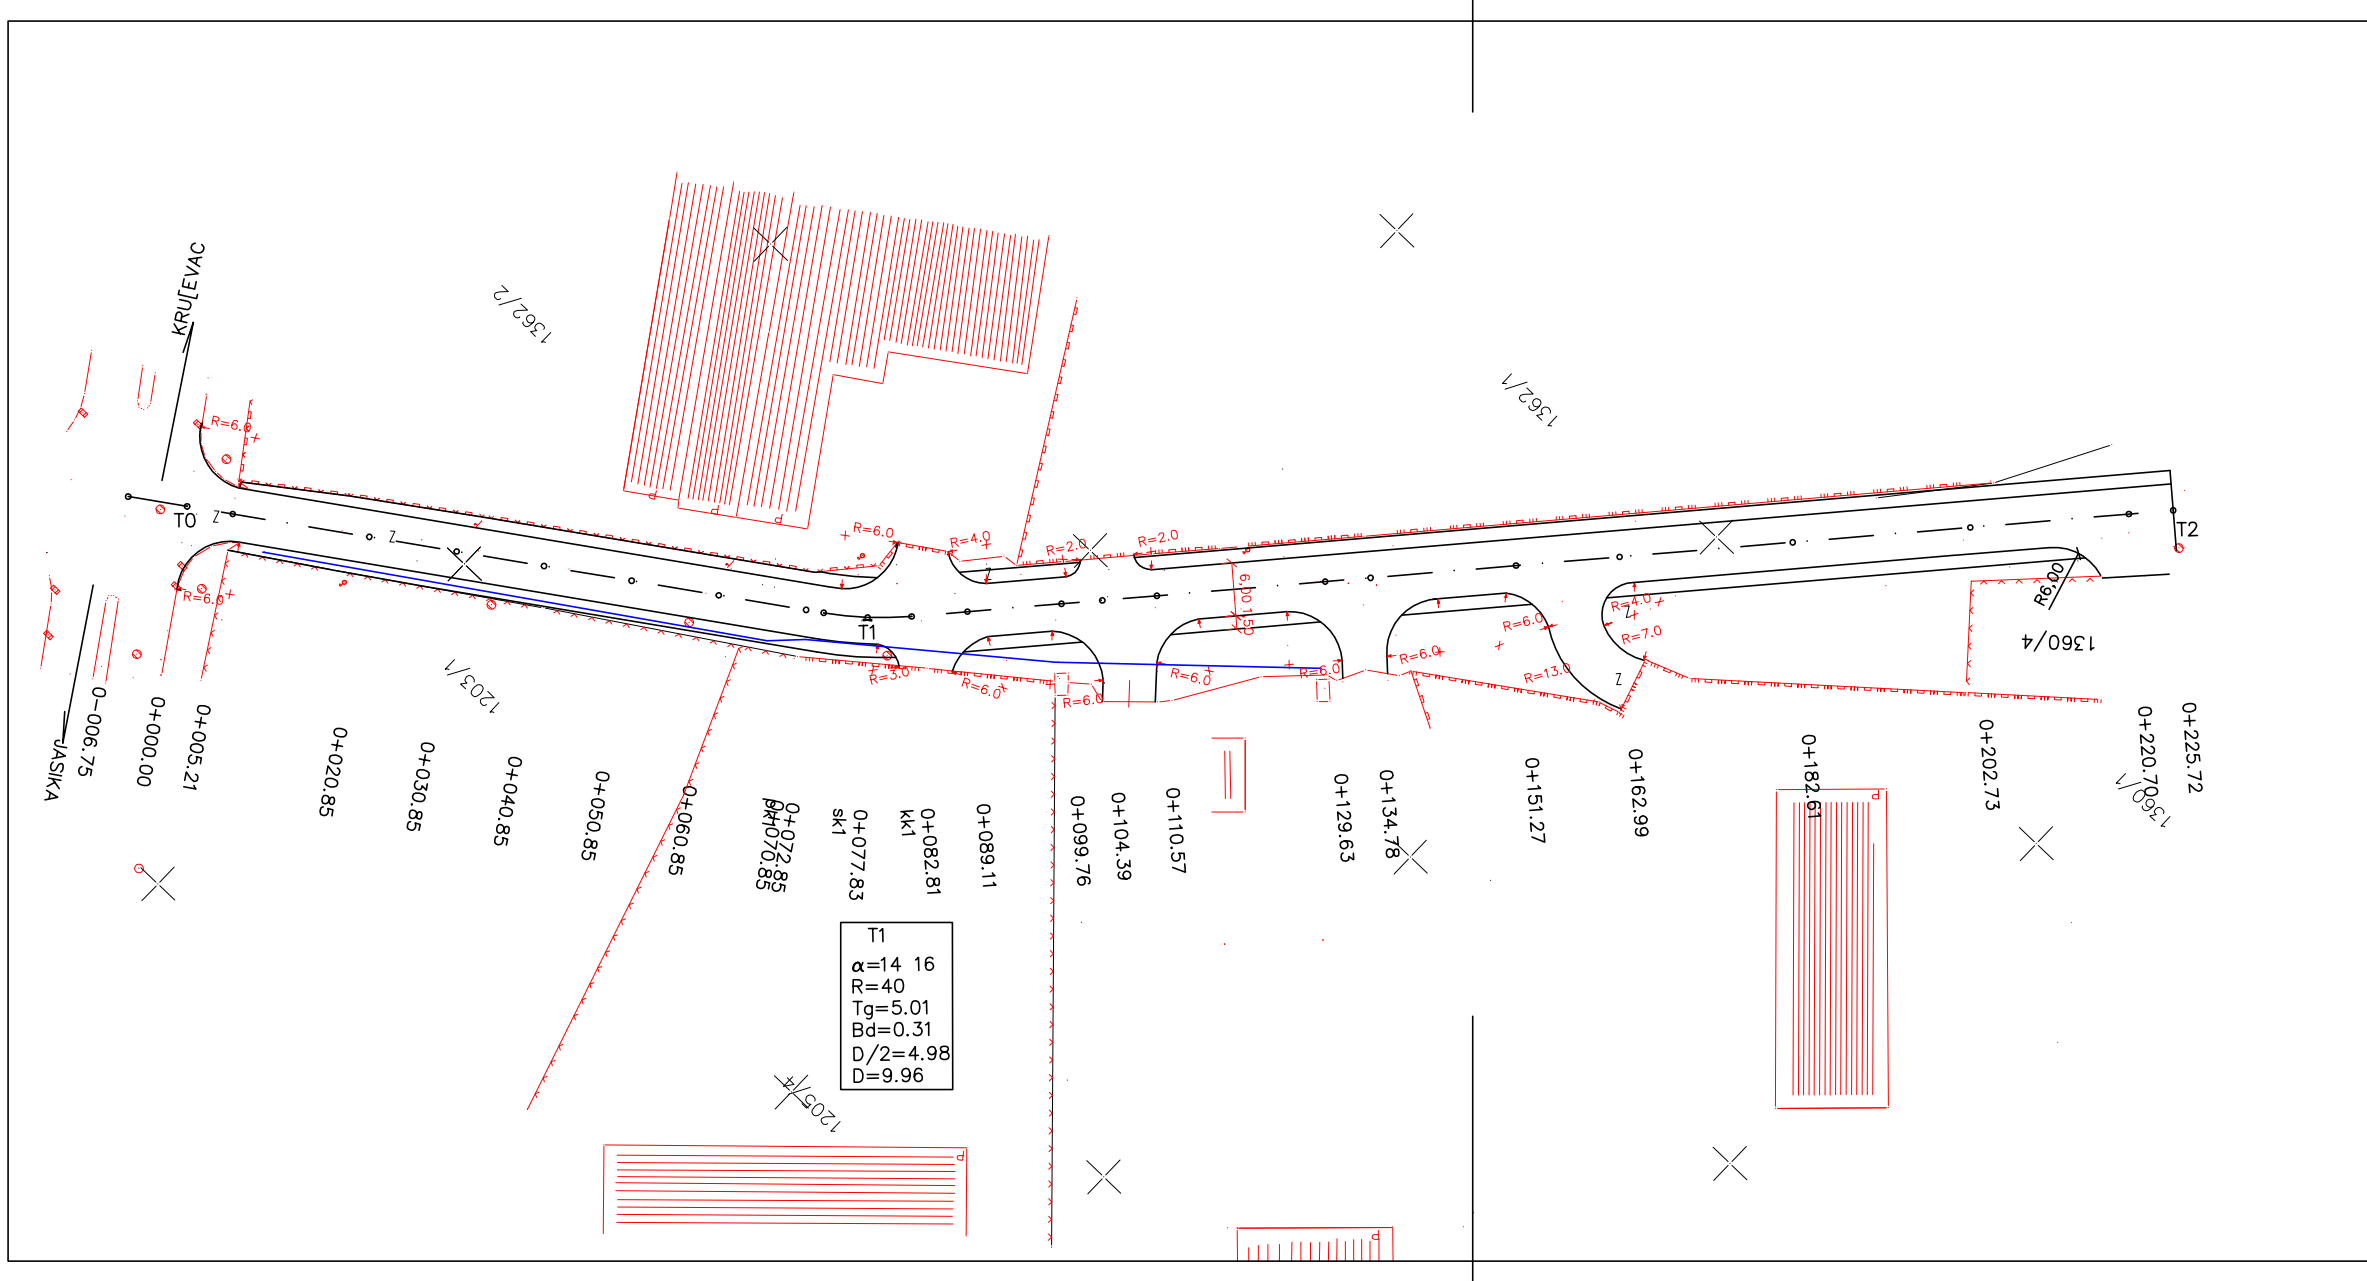 KRU[EVAC
1362/2
1362/1
R=6.0
R=6.0
R=4.0
R=2.0
R=2.0
T0
Z
Z
T1
Z
6,00
1,50
T2
R6,00
1360/4
R=6.0
R=3.0
R=6.0
R=6.0
R=6.0
R=6.0
R=6.0
R=6.0
R=13.0
R=4.0
Z
R=7.0
Z
1203/1
JASIKA
0-006.75
0+000.00
0+005.21
0+020.85
0+030.85
0+040.85
0+050.85
0+060.85
0+070.85
pk1
0+072.85
sk1
0+077.83
kk1
0+082.81
0+089.11
0+099.76
0+104.39
0+110.57
0+129.63
0+134.78
0+151.27
0+162.99
0+182.61
0+202.73
0+220.70
0+225.72
1360/1
T1
α=14 16
R=40
Tg=5.01
Bd=0.31
D/2=4.98
D=9.96
1205/4
P
P
P
P
P
P